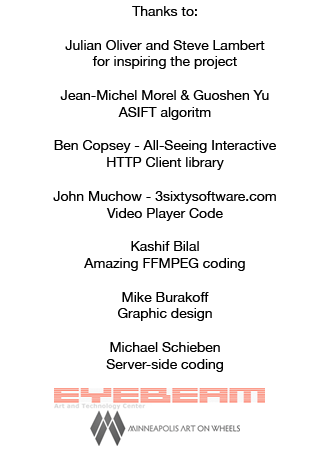 Thanks to:
Julian Oliver and Steve Lambert
for inspiring the project
Jean-Michel Morel & Guoshen Yu
ASIFT algoritm
Ben Copsey - All-Seeing Interactive
HTTP Client library
John Muchow - 3sixtysoftware.com
Video Player Code
Kashif Bilal
Amazing FFMPEG coding
Mike Burakoff
Graphic design
Michael Schieben
Server-side coding
EYEBEAM
Art and Technology Center
MINNEAPOLIS ART ON WHEELS